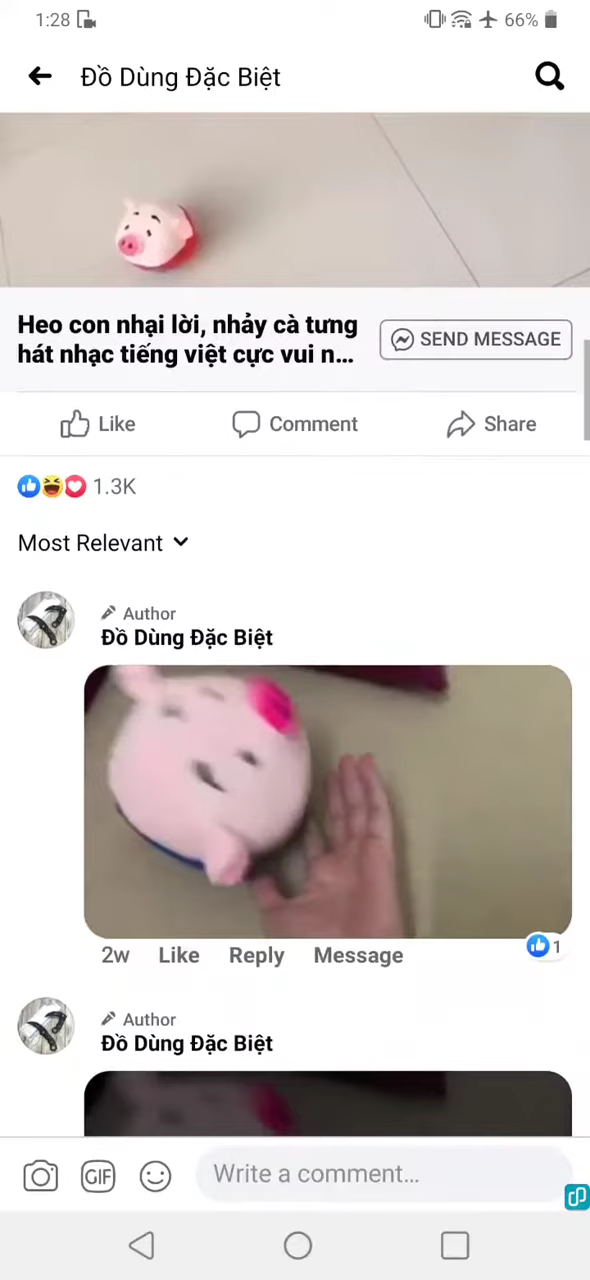 1:28
66%
Đồ Dùng Đặc Biệt
Heo con nhại lời, nhảy cà tưng
hát nhạc tiếng việt cực vui n...
SEND MESSAGE
Like
Comment
Share
1.3K
Most Relevant
Author
Đồ Dùng Đặc Biệt
2w
Like
Reply
Message
1
Author
Đồ Dùng Đặc Biệt
GIF
Write a comment...